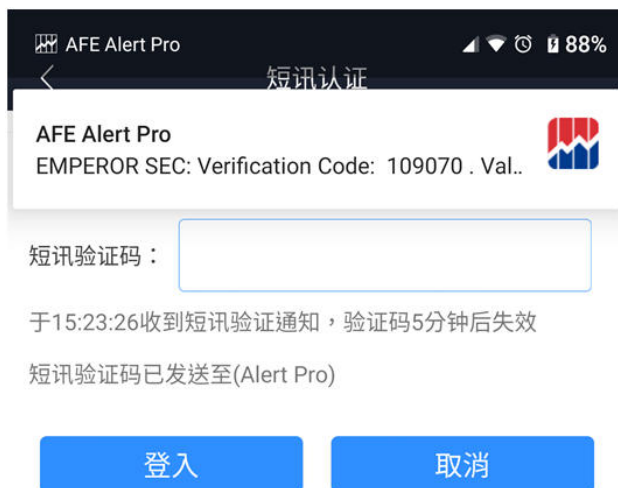 AFE Alert Pro
88%
短讯认证
AFE Alert Pro
EMPEROR SEC: Verification Code: 109070 . Val..
短讯验证码：
于15:23:26收到短讯验证通知，验证码5分钟后失效
短讯验证码已发送至(Alert Pro)
登入
取消